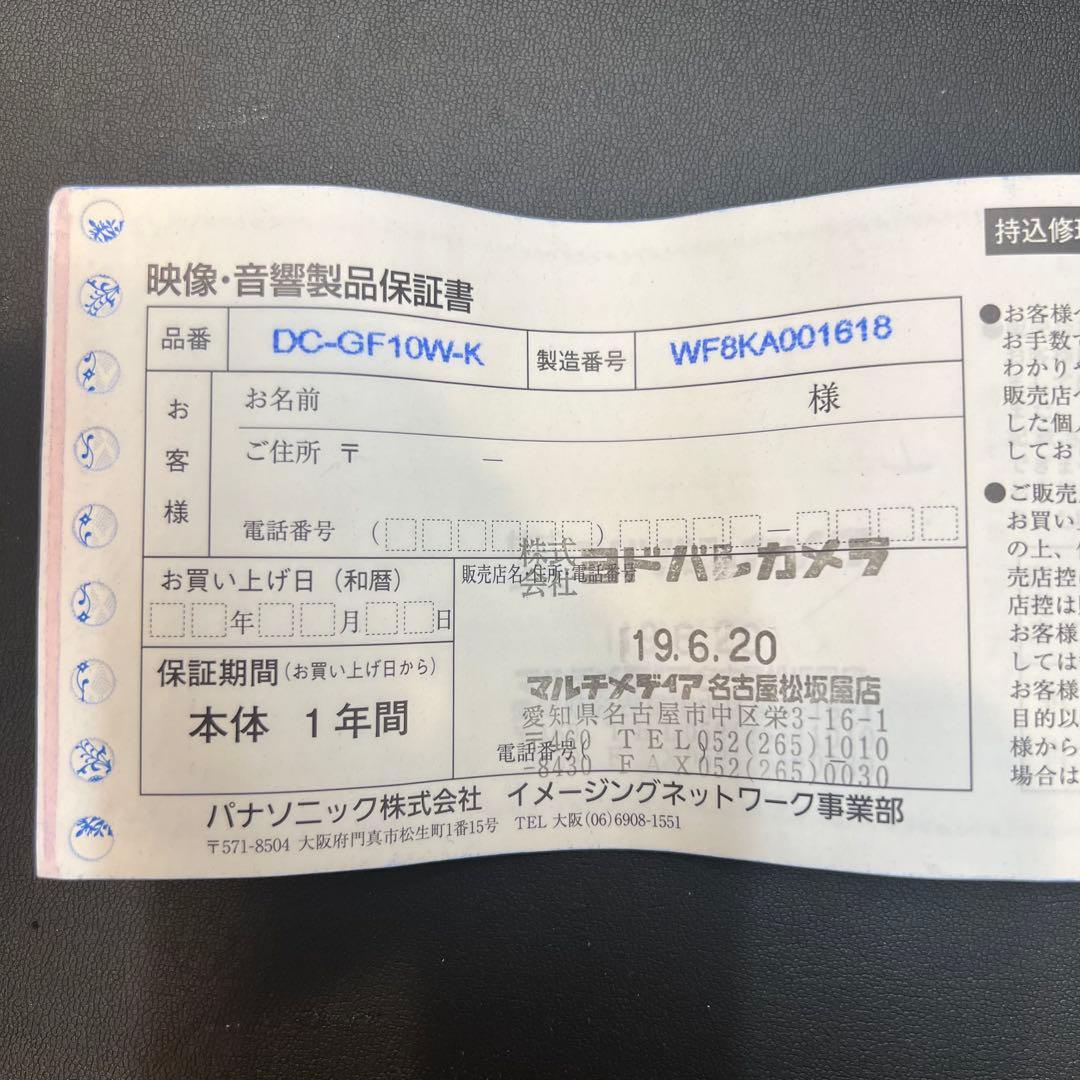 映像・音響製品保証書
品番 DC-GF10W-K 製造番号 WF8KA001618
お客様
お名前 様
ご住所 〒 －
電話番号 ( ) －
お買い上げ日（和暦）
年 月 日
保証期間（お買い上げ日から）
本体 1年間
販売店名・住所・電話番号
株式会社 ヨドバシカメラ
19.6.20
マルチメディア名古屋松坂屋店
愛知県名古屋市中区栄3-16-1
〒460 TEL052(265)1010
-8430 FAX052(265)0030
電話番号
パナソニック株式会社 イメージングネットワーク事業部
〒571-8504 大阪府門真市松生町1番15号 TEL 大阪(06)6908-1551
持込修理
●お客様へ
お手数で
わかりや
販売店へ
した個人
してお
●ご販売
お買い
の上、
売店控
店控は
お客様
しては
お客様
目的以
様から
場合は